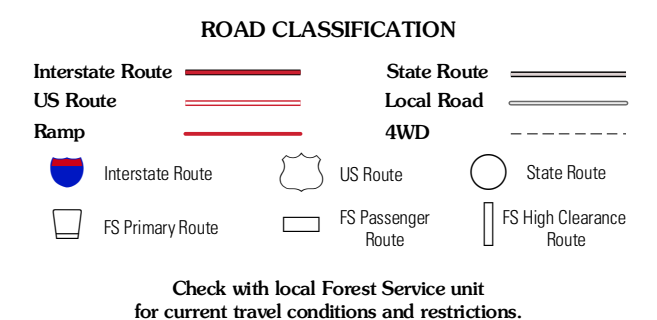 ROAD CLASSIFICATION
Interstate Route
State Route
US Route
Local Road
Ramp
4WD
Interstate Route
US Route
State Route
FS Primary Route
FS Passenger
Route
FS High Clearance
Route
Check with local Forest Service unit
for current travel conditions and restrictions.